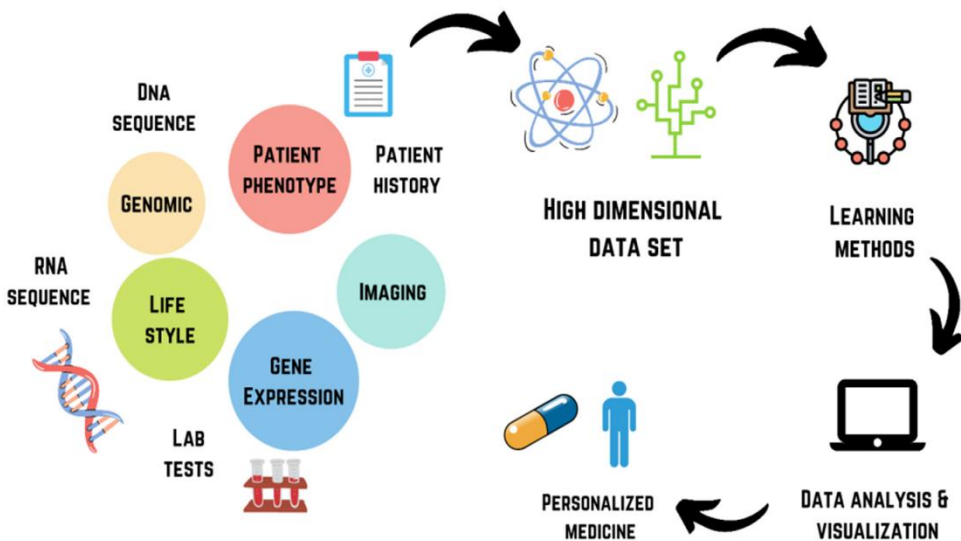 DNA
SEQUENCE
PATIENT
PHENOTYPE
PATIENT
HISTORY
GENOMIC
RNA
SEQUENCE
LIFE
STYLE
IMAGING
GENE
EXPRESSION
LAB
TESTS
HIGH DIMENSIONAL
DATA SET
LEARNING
METHODS
DATA ANALYSIS &
VISUALIZATION
PERSONALIZED
MEDICINE